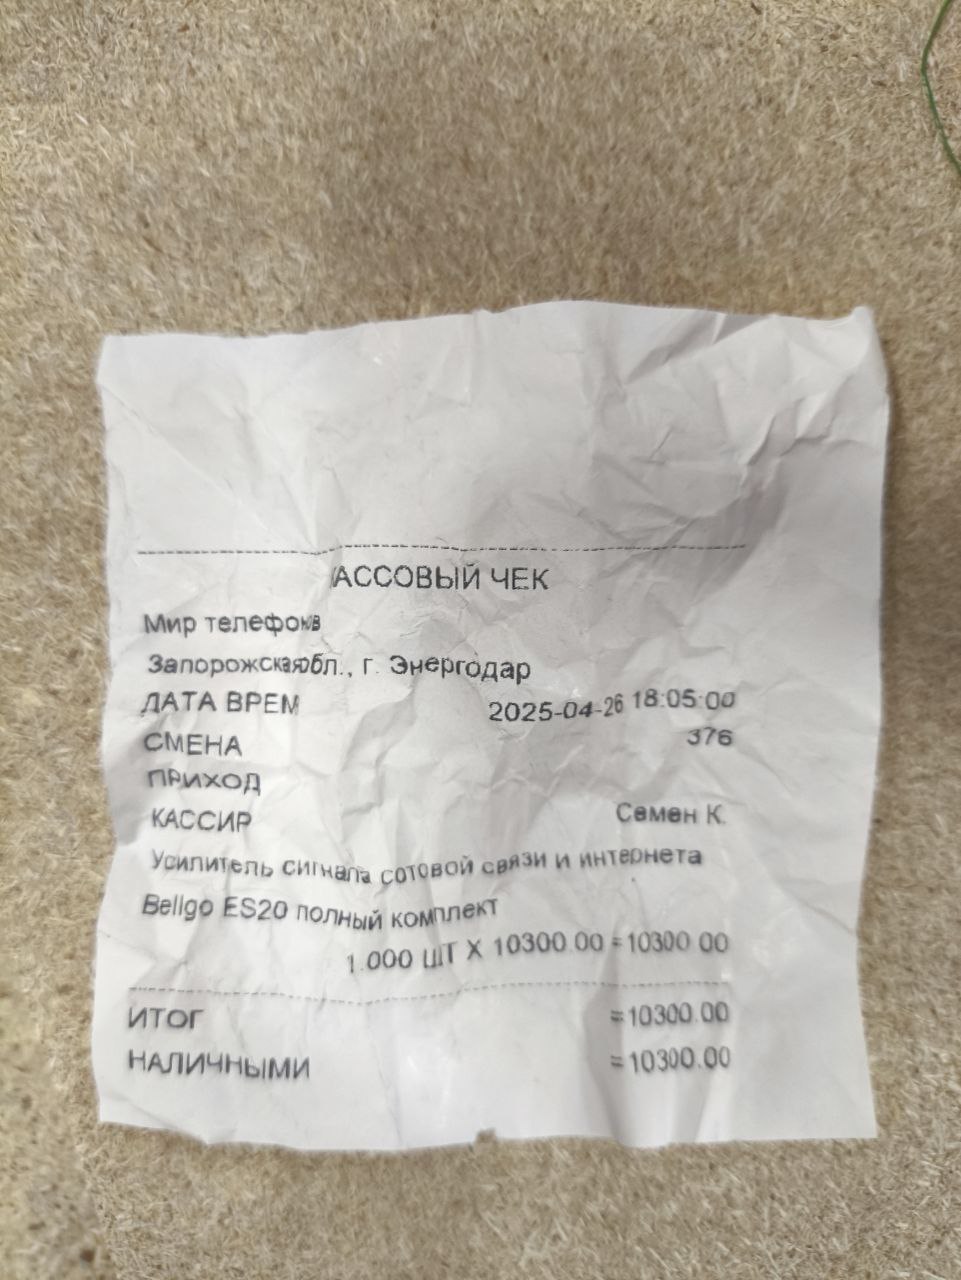 КАССОВЫЙ ЧЕК
Мир телефонов
Запорожская обл., г. Энергодар
ДАТА ВРЕМ 2025-04-26 18:05:00
СМЕНА 376
ПРИХОД
КАССИР Семен К.
Усилитель сигнала сотовой связи и интернета
Bellgo ES20 полный комплект
1.000 ШТ X 10300.00 =10300.00
ИТОГ =10300.00
НАЛИЧНЫМИ =10300.00